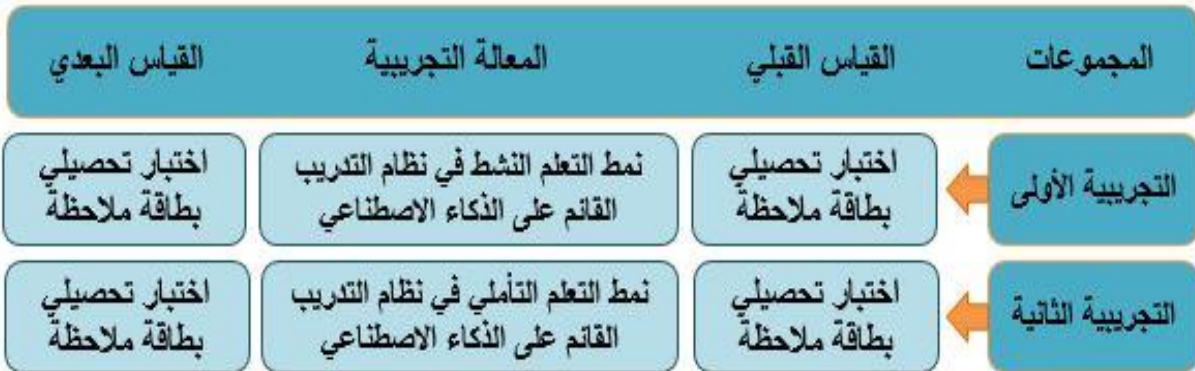 المجموعات
القياس القبلي
المعالة التجريبية
القياس البعدي
التجريبية الأولى
اختبار تحصيلي
بطاقة ملاحظة
نمط التعلم النشط في نظام التدريب
القائم على الذكاء الاصطناعي
اختبار تحصيلي
بطاقة ملاحظة
التجريبية الثانية
اختبار تحصيلي
بطاقة ملاحظة
نمط التعلم التأملي في نظام التدريب
القائم على الذكاء الاصطناعي
اختبار تحصيلي
بطاقة ملاحظة